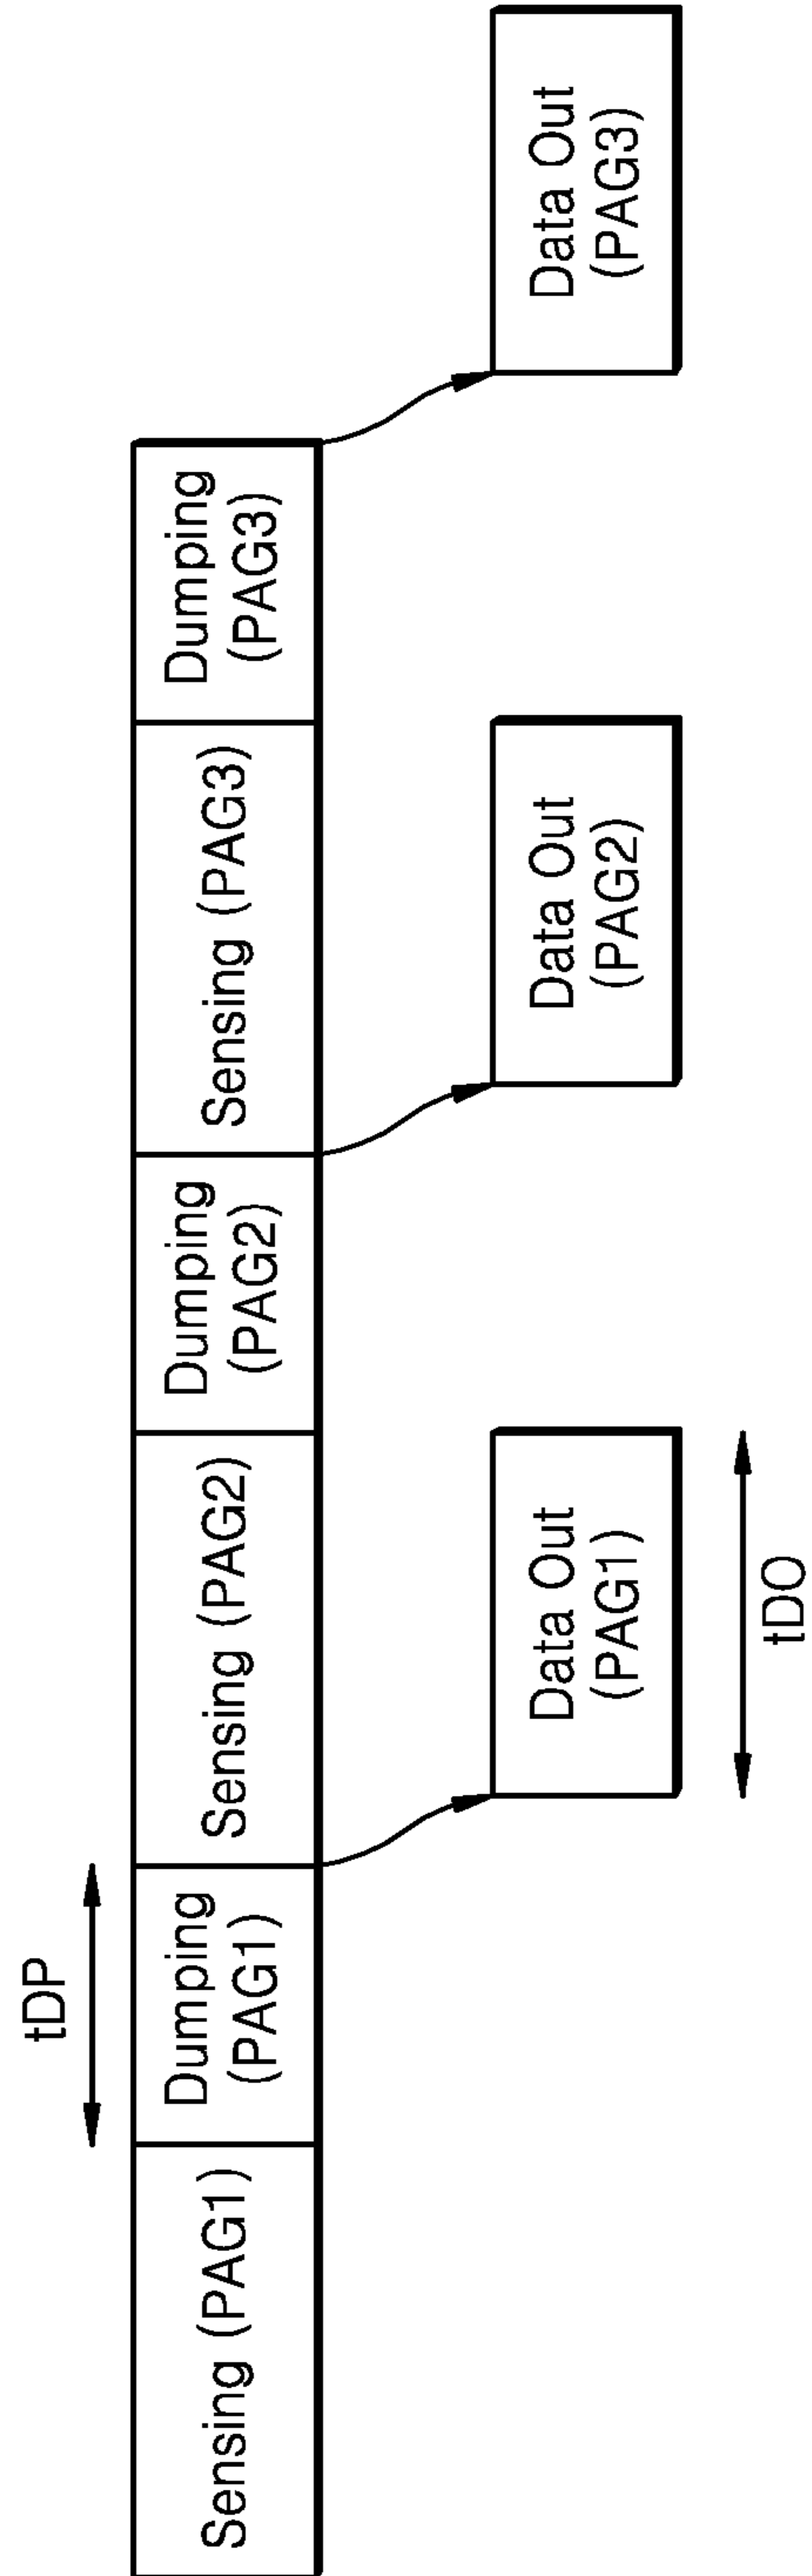 tDP
Sensing (PAG1)
Dumping
(PAG1)
Sensing (PAG2)
Dumping
(PAG2)
Sensing (PAG3)
Dumping
(PAG3)
Data Out
(PAG1)
Data Out
(PAG2)
Data Out
(PAG3)
tDO